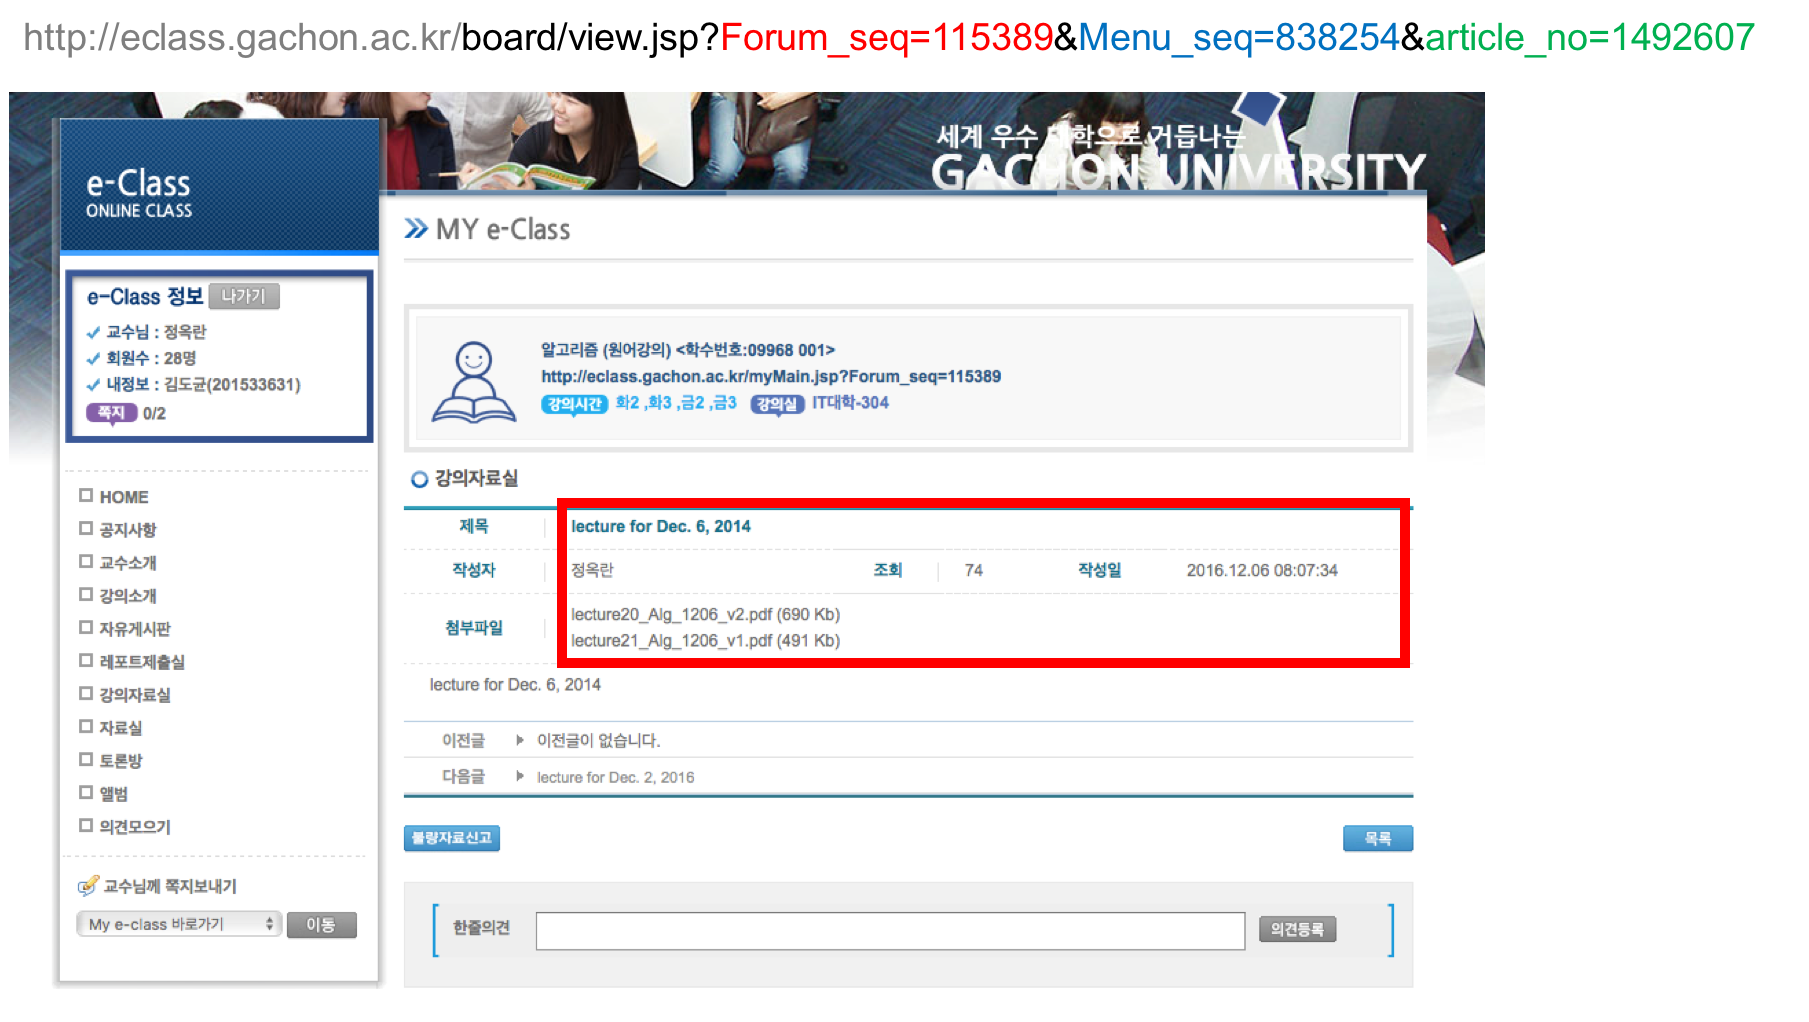 http://eclass.gachon.ac.kr/board/view.jsp?Forum_seq=115389&Menu_seq=838254&article_no=1492607
세계 우수 대학으로 거듭나는
GACHON UNIVERSITY
e-Class
ONLINE CLASS
MY e-Class
e-Class 정보 나가기
교수님 : 정옥란
회원수 : 28명
내정보 : 김도균(201533631)
쪽지 0/2
알고리즘 (원어강의) <학수번호:09968 001>
http://eclass.gachon.ac.kr/myMain.jsp?Forum_seq=115389
강의시간 화2 ,화3 ,금2 ,금3 강의실 IT대학-304
HOME
공지사항
교수소개
강의소개
자유게시판
레포트제출실
강의자료실
자료실
토론방
앨범
의견모으기
교수님께 쪽지보내기
My e-class 바로가기 이동
강의자료실
제목 lecture for Dec. 6, 2014
작성자 정옥란 조회 74 작성일 2016.12.06 08:07:34
첨부파일
lecture20_Alg_1206_v2.pdf (690 Kb)
lecture21_Alg_1206_v1.pdf (491 Kb)
lecture for Dec. 6, 2014
이전글 이전글이 없습니다.
다음글 lecture for Dec. 2, 2016
불량자료신고 목록
한줄의견 의견등록